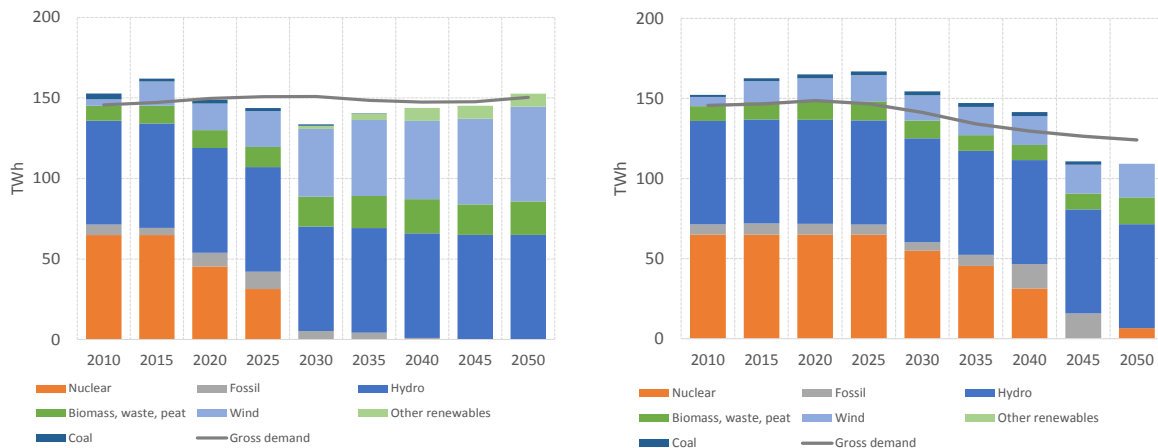 200
150
100
50
0
TWh
2010 2015 2020 2025 2030 2035 2040 2045 2050
Nuclear Fossil Hydro
Biomass, waste, peat Wind Other renewables
Coal Gross demand
200
150
100
50
0
TWh
2010 2015 2020 2025 2030 2035 2040 2045 2050
Nuclear Fossil Hydro
Biomass, waste, peat Wind Other renewables
Coal Gross demand